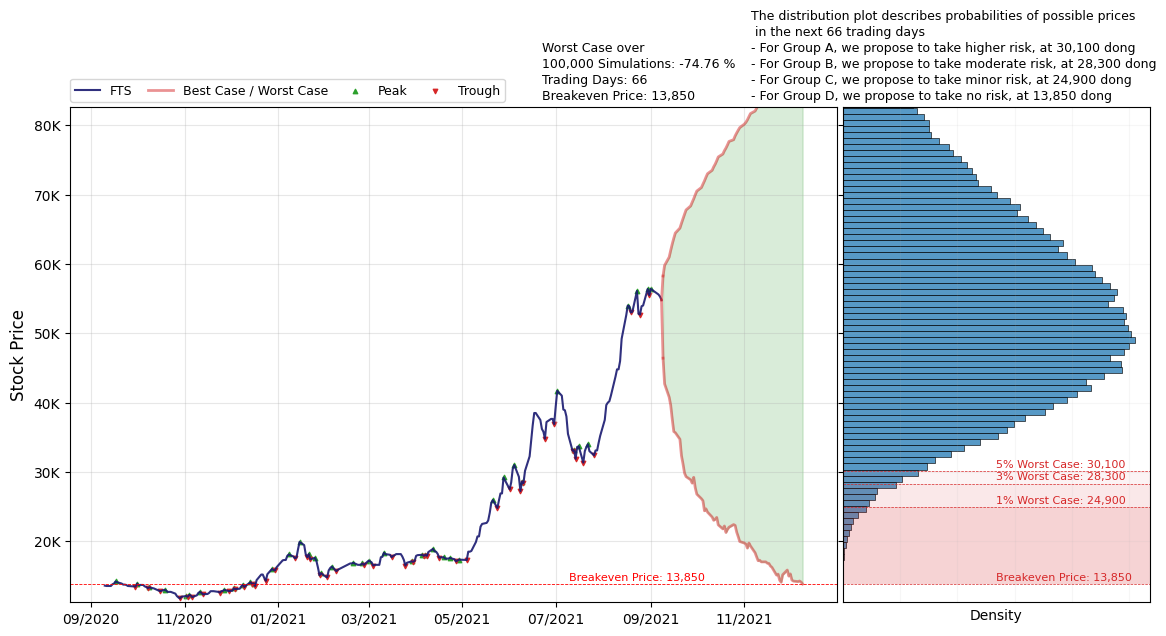 The distribution plot describes probabilities of possible prices
in the next 66 trading days
- For Group A, we propose to take higher risk, at 30,100 dong
- For Group B, we propose to take moderate risk, at 28,300 dong
- For Group C, we propose to take minor risk, at 24,900 dong
- For Group D, we propose to take no risk, at 13,850 dong
Worst Case over
100,000 Simulations: -74.76 %
Trading Days: 66
Breakeven Price: 13,850
FTS
Best Case / Worst Case
Peak
Trough
Stock Price
80K
70K
60K
50K
40K
30K
20K
Breakeven Price: 13,850
09/2020
11/2020
01/2021
03/2021
05/2021
07/2021
09/2021
11/2021
5% Worst Case: 30,100
3% Worst Case: 28,300
1% Worst Case: 24,900
Breakeven Price: 13,850
Density